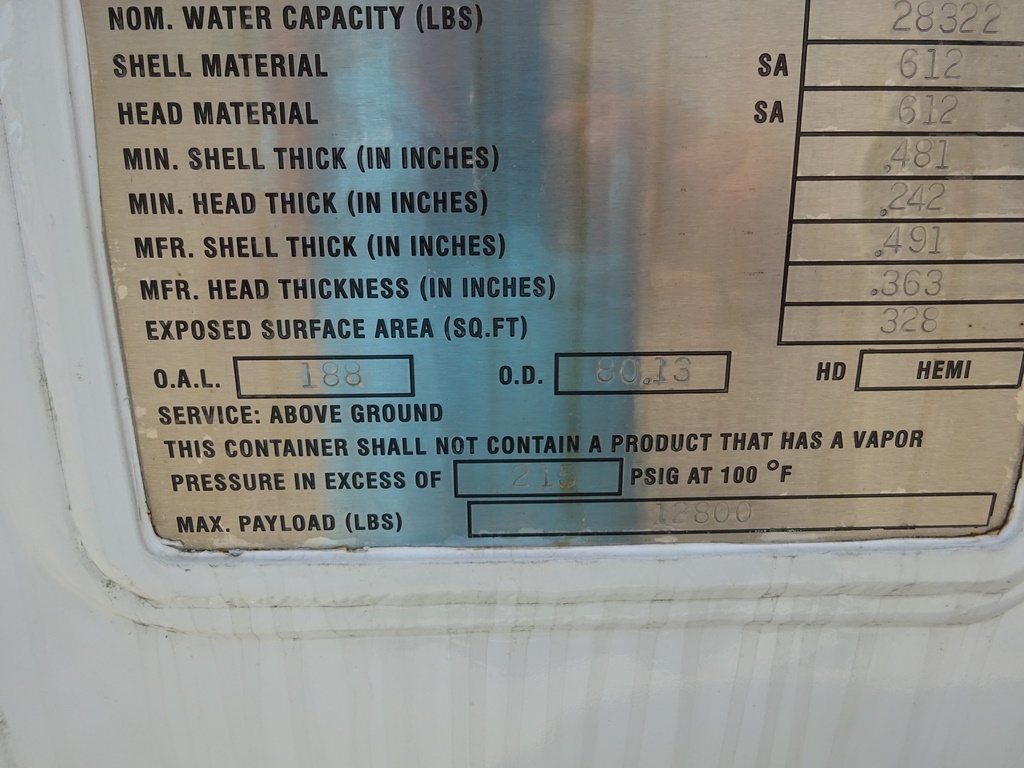 NOM. WATER CAPACITY (LBS) 28322
SHELL MATERIAL SA 612
HEAD MATERIAL SA 612
MIN. SHELL THICK (IN INCHES) .481
MIN. HEAD THICK (IN INCHES) .242
MFR. SHELL THICK (IN INCHES) .491
MFR. HEAD THICKNESS (IN INCHES) .363
EXPOSED SURFACE AREA (SQ.FT) 328
O.A.L. 188 O.D. 80.13 HD HEMI
SERVICE: ABOVE GROUND
THIS CONTAINER SHALL NOT CONTAIN A PRODUCT THAT HAS A VAPOR
PRESSURE IN EXCESS OF 215 PSIG AT 100 °F
MAX. PAYLOAD (LBS) 12800